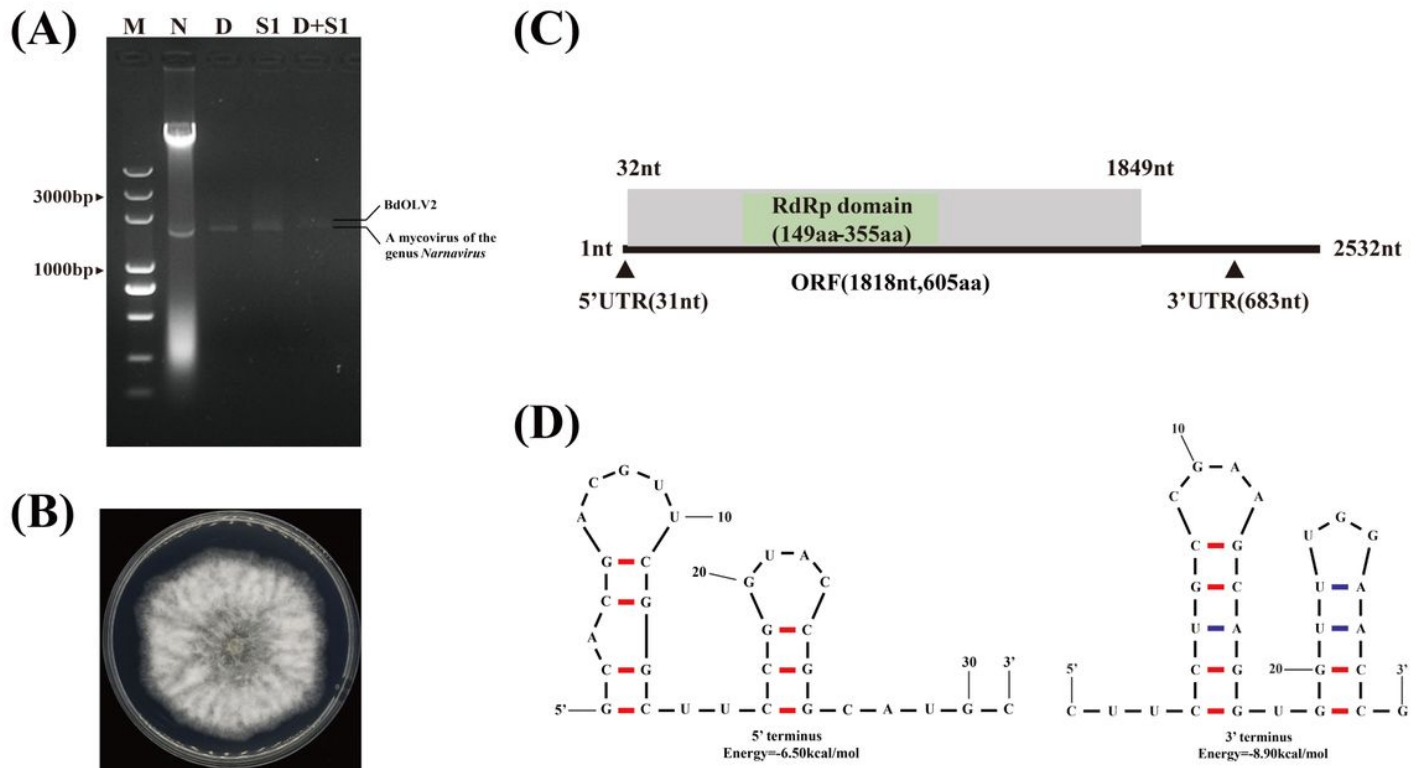 (A)
M N D S1 D+S1
3000bp
1000bp
BdOLV2
A mycovirus of the
genus Narnavirus
(B)
(C)
32nt 1849nt
RdRp domain
(149aa-355aa)
1nt 2532nt
ORF(1818nt,605aa)
5’UTR(31nt) 3’UTR(683nt)
(D)
G U
C U
A U 10
G C
C G
A
C G
5’ G C U U C G C A U G C
20 G U A C
G C
C G
30 3’
5’ terminus
Energy=-6.50kcal/mol
10
G A
C A
C G
G C
U A
C G
5’
C U U C G U G C G
U G G
U A
U A
20 G C
3’
3’ terminus
Energy=-8.90kcal/mol